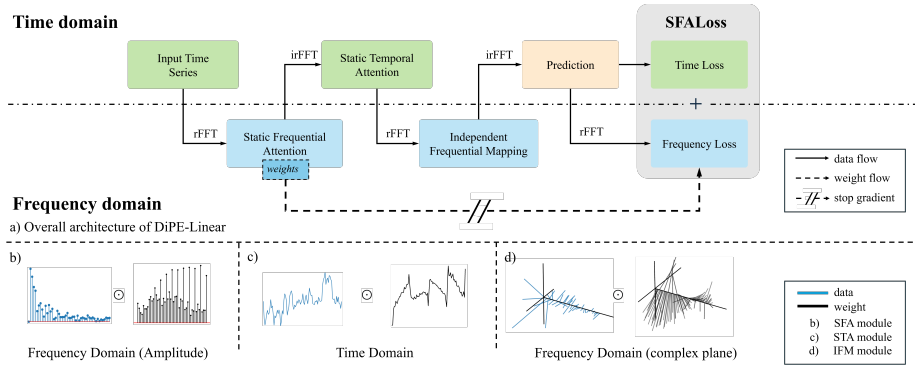 Time domain
SFALoss
Input Time
Series
irFFT
Static Temporal
Attention
irFFT
Prediction
Time Loss
+
rFFT
Static Frequential
Attention
weights
rFFT
Independent
Frequential Mapping
rFFT
Frequency Loss
data flow
weight flow
stop gradient
Frequency domain
a) Overall architecture of DiPE-Linear
b)
Frequency Domain (Amplitude)
c)
Time Domain
d)
Frequency Domain (complex plane)
data
weight
b) SFA module
c) STA module
d) IFM module